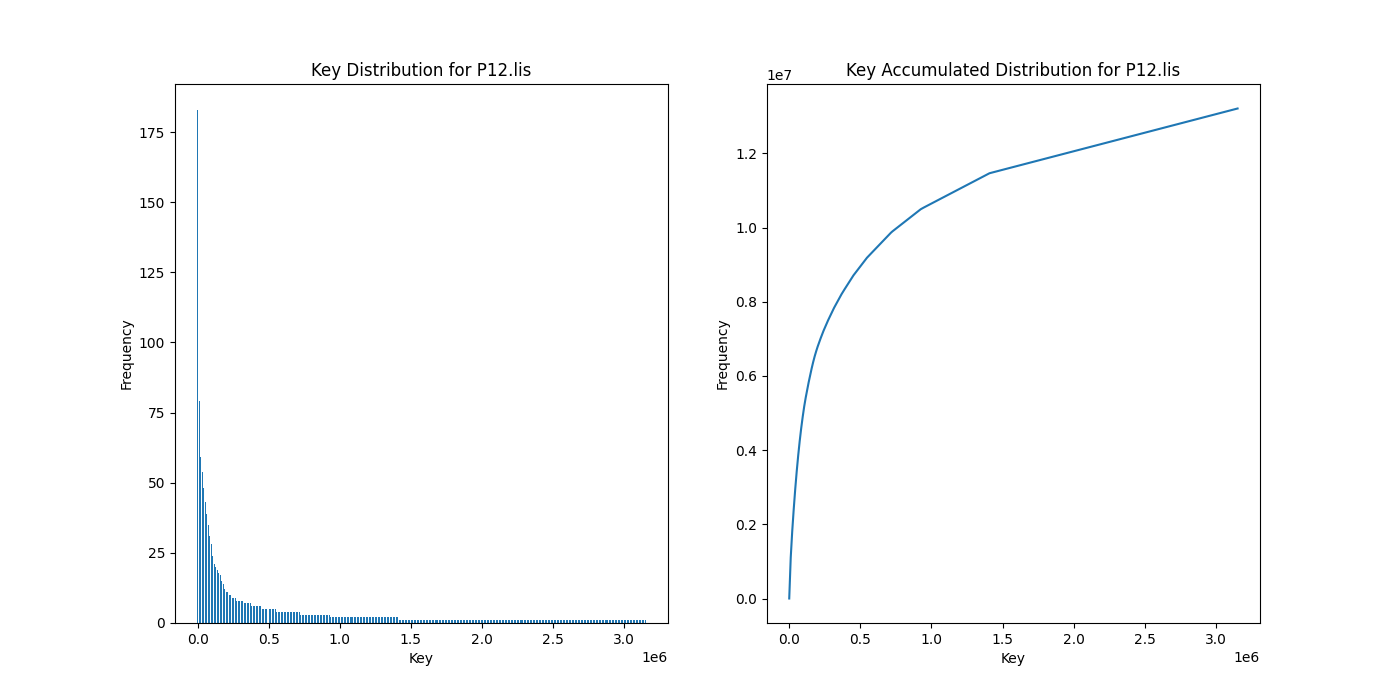 Key Distribution for P12.lis
175
150
125
100
75
50
25
0
Frequency
0.0 0.5 1.0 1.5 2.0 2.5 3.0
Key
1e6
Key Accumulated Distribution for P12.lis
1e7
1.2
1.0
0.8
0.6
0.4
0.2
0.0
Frequency
0.0 0.5 1.0 1.5 2.0 2.5 3.0
Key
1e6